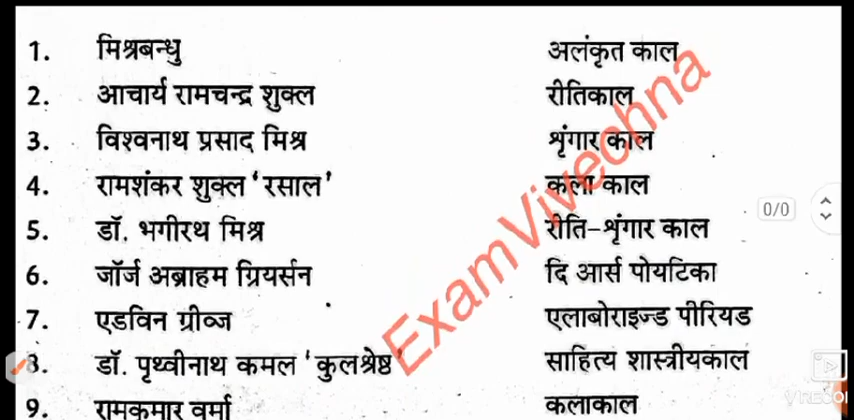 1. मिश्रबन्धु अलंकृत काल
2. आचार्य रामचन्द्र शुक्ल रीतिकाल
3. विश्वनाथ प्रसाद मिश्र शृंगार काल
4. रामशंकर शुक्ल 'रसाल' कला काल
5. डॉ. भगीरथ मिश्र रीति-शृंगार काल
0/0
6. जॉर्ज अब्राहम ग्रियर्सन दि आर्स पोयटिका
7. एडविन ग्रीव्ज एलाबोराइज्ड पीरियड
8. डॉ. पृथ्वीनाथ कमल 'कुलश्रेष्ठ' साहित्य शास्त्रीयकाल
9. रामकुमार वर्मा कलाकाल
ExamVivechna